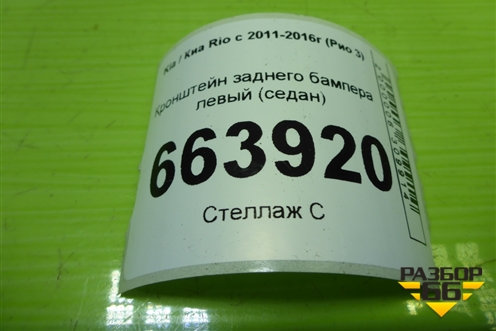 Kia / Киа Rio с 2011-2016г (Рио 3)
Кронштейн заднего бампера
левый (седан)
663920
Стеллаж С
РАЗБОР
66